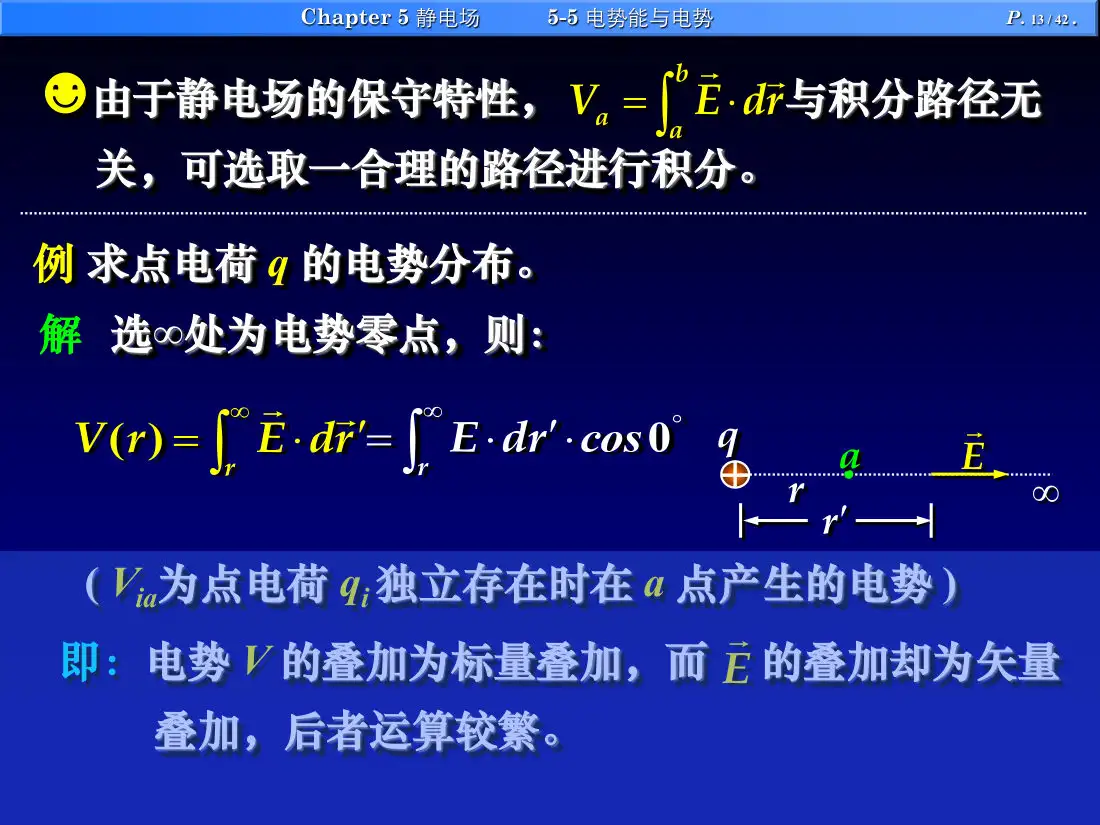 Chapter 5 静电场 5-5 电势能与电势 P. 13 / 42 .
由于静电场的保守特性， Vₐ = ∫ₐᵇ E⃗ · dr⃗ 与积分路径无
关，可选取一合理的路径进行积分。
例 求点电荷 q 的电势分布。
解 选∞处为电势零点，则：
V(r) = ∫ᵣ^∞ E⃗ · dr⃗′ = ∫ᵣ^∞ E · dr′ · cos 0°
q a E⃗
r ∞
r′
( Vᵢₐ为点电荷 qᵢ 独立存在时在 a 点产生的电势 )
即：电势 V 的叠加为标量叠加，而 E⃗ 的叠加却为矢量
叠加，后者运算较繁。